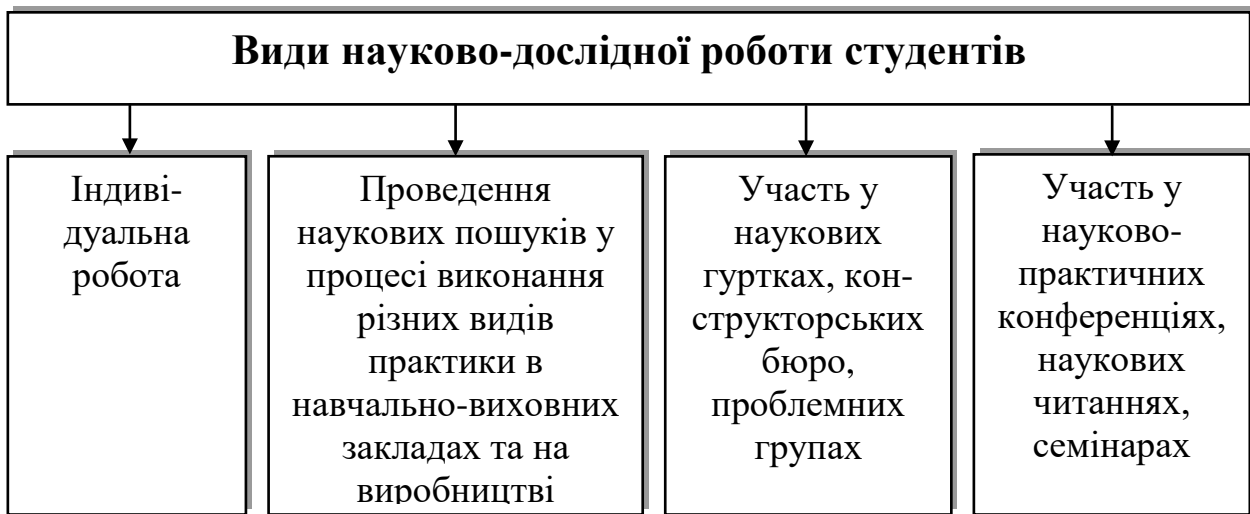 Види науково-дослідної роботи студентів
Індиві-
дуальна
робота
Проведення
наукових пошуків у
процесі виконання
різних видів
практики в
навчально-виховних
закладах та на
виробництві
Участь у
наукових
гуртках, кон-
структорських
бюро,
проблемних
групах
Участь у
науково-
практичних
конференціях,
наукових
читаннях,
семінарах